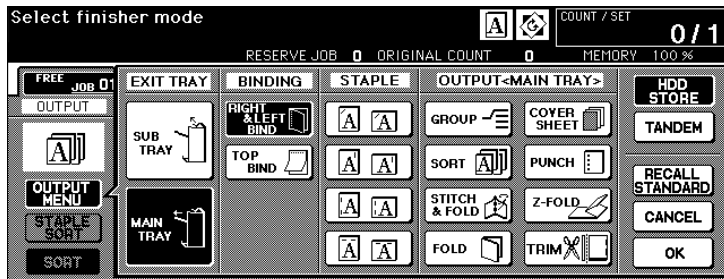 Select finisher mode
A
COUNT / SET
0/1
RESERVE JOB 0 ORIGINAL COUNT 0 MEMORY 100 %
FREE JOB 01
OUTPUT
A
OUTPUT MENU
STAPLE SORT
SORT
EXIT TRAY
SUB TRAY
MAIN TRAY
BINDING
RIGHT &LEFT BIND
TOP BIND
STAPLE
A A
A A
A A
A A
OUTPUT<MAIN TRAY>
GROUP
COVER SHEET
SORT A
PUNCH
STITCH & FOLD
Z-FOLD
FOLD
TRIM
HDD STORE
TANDEM
RECALL STANDARD
CANCEL
OK